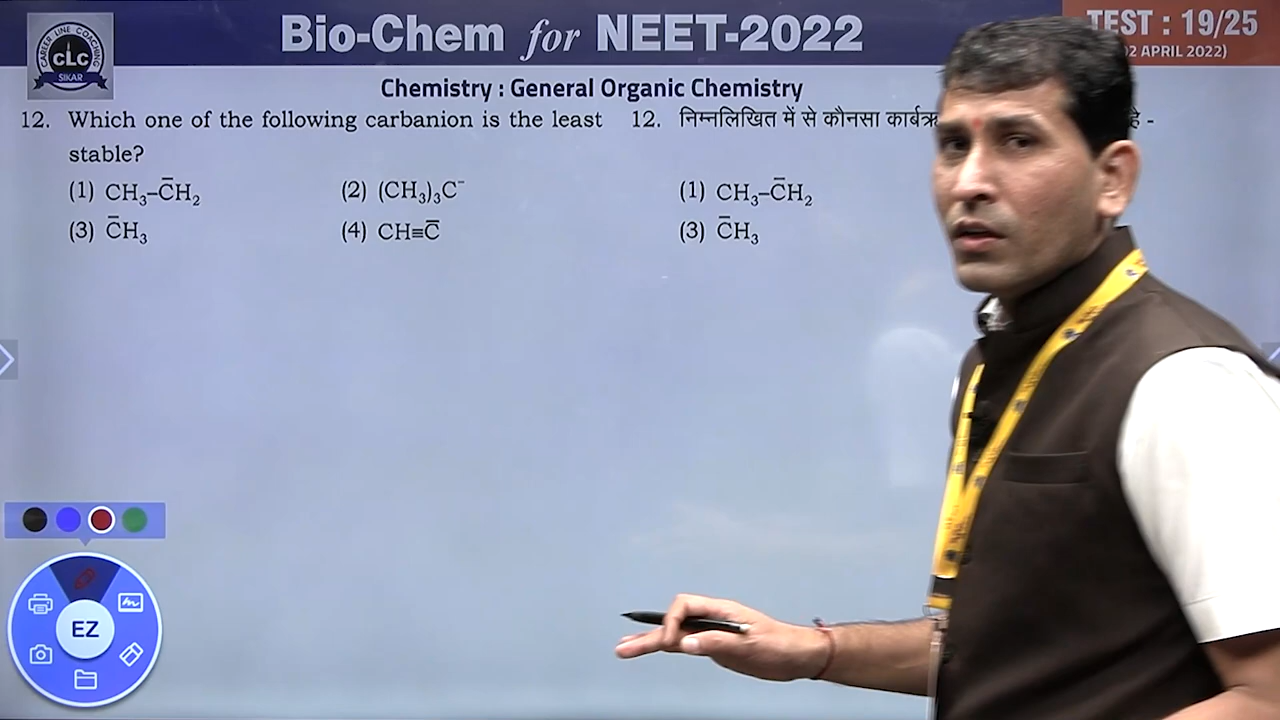 Bio-Chem for NEET-2022
TEST : 19/25
02 APRIL 2022)
CAREER LINE COACHING
CLC
SIKAR
Chemistry : General Organic Chemistry
12. Which one of the following carbanion is the least
stable?
(1) CH₃–C̄H₂ (2) (CH₃)₃C⁻
(3) C̄H₃ (4) CH≡C̄
12. निम्नलिखित में से कौनसा है -
(1) CH₃–C̄H₂
(3) C̄H₃
EZ